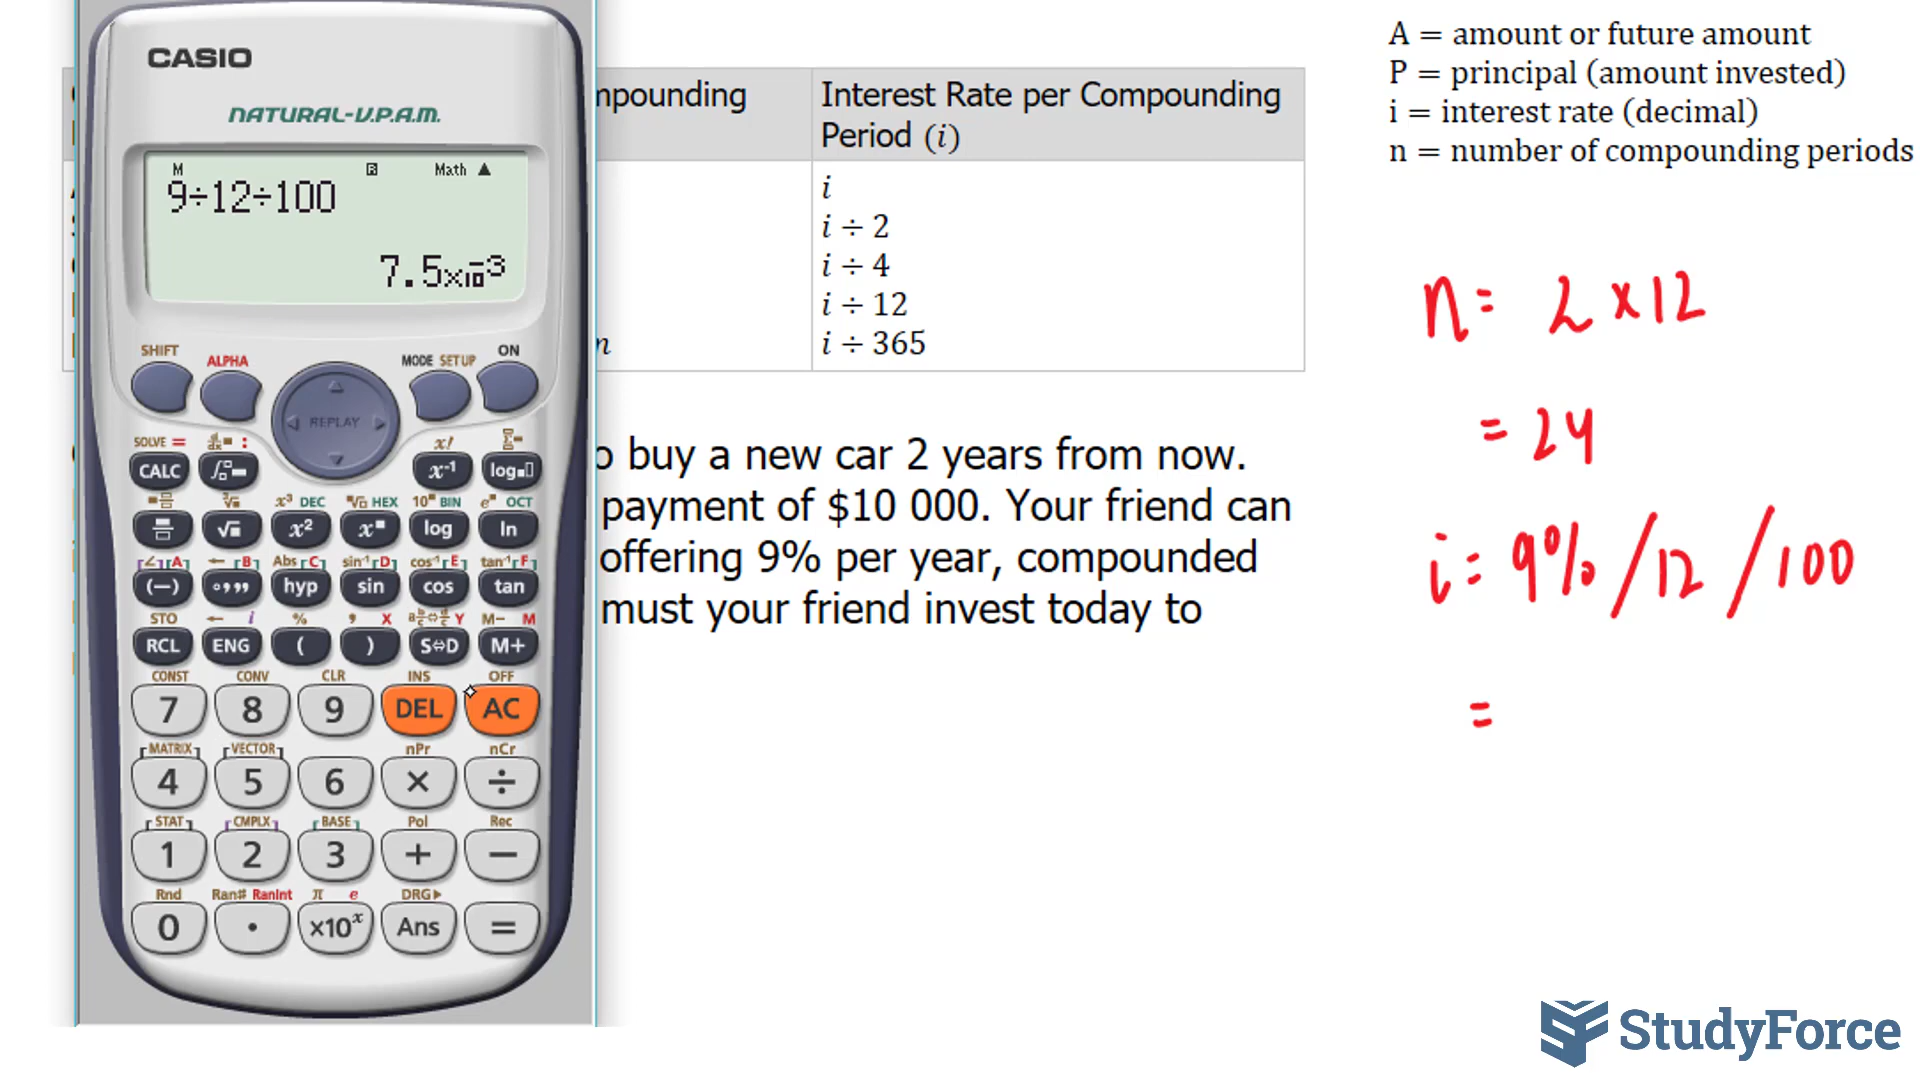 CASIO
NATURAL-V.P.A.M.
M R Math ▲
9÷12÷100
7.5×10⁻³
SHIFT ALPHA MODE SETUP ON
REPLAY
SOLVE = : x! Σ
CALC x⁻¹ log
x³ DEC HEX 10 BIN e OCT
√ x² x log ln
A B Abs C sin⁻¹ D cos⁻¹ E tan⁻¹ F
(−) hyp sin cos tan
STO ← i % , X Y M− M
RCL ENG ( ) S⇔D M+
CONST CONV CLR INS OFF
7 8 9 DEL AC
MATRIX VECTOR nPr nCr
4 5 6 × ÷
STAT CMPLX BASE Pol Rec
1 2 3 + −
Rnd Ran# RanInt π e DRG▶
0 . ×10ˣ Ans =
mpounding
Interest Rate per Compounding
Period (i)
i
i ÷ 2
i ÷ 4
i ÷ 12
n i ÷ 365
o buy a new car 2 years from now.
payment of $10 000. Your friend can
offering 9% per year, compounded
must your friend invest today to
A = amount or future amount
P = principal (amount invested)
i = interest rate (decimal)
n = number of compounding periods
n = 2 × 12
= 24
i = 9% / 12 / 100
=
StudyForce